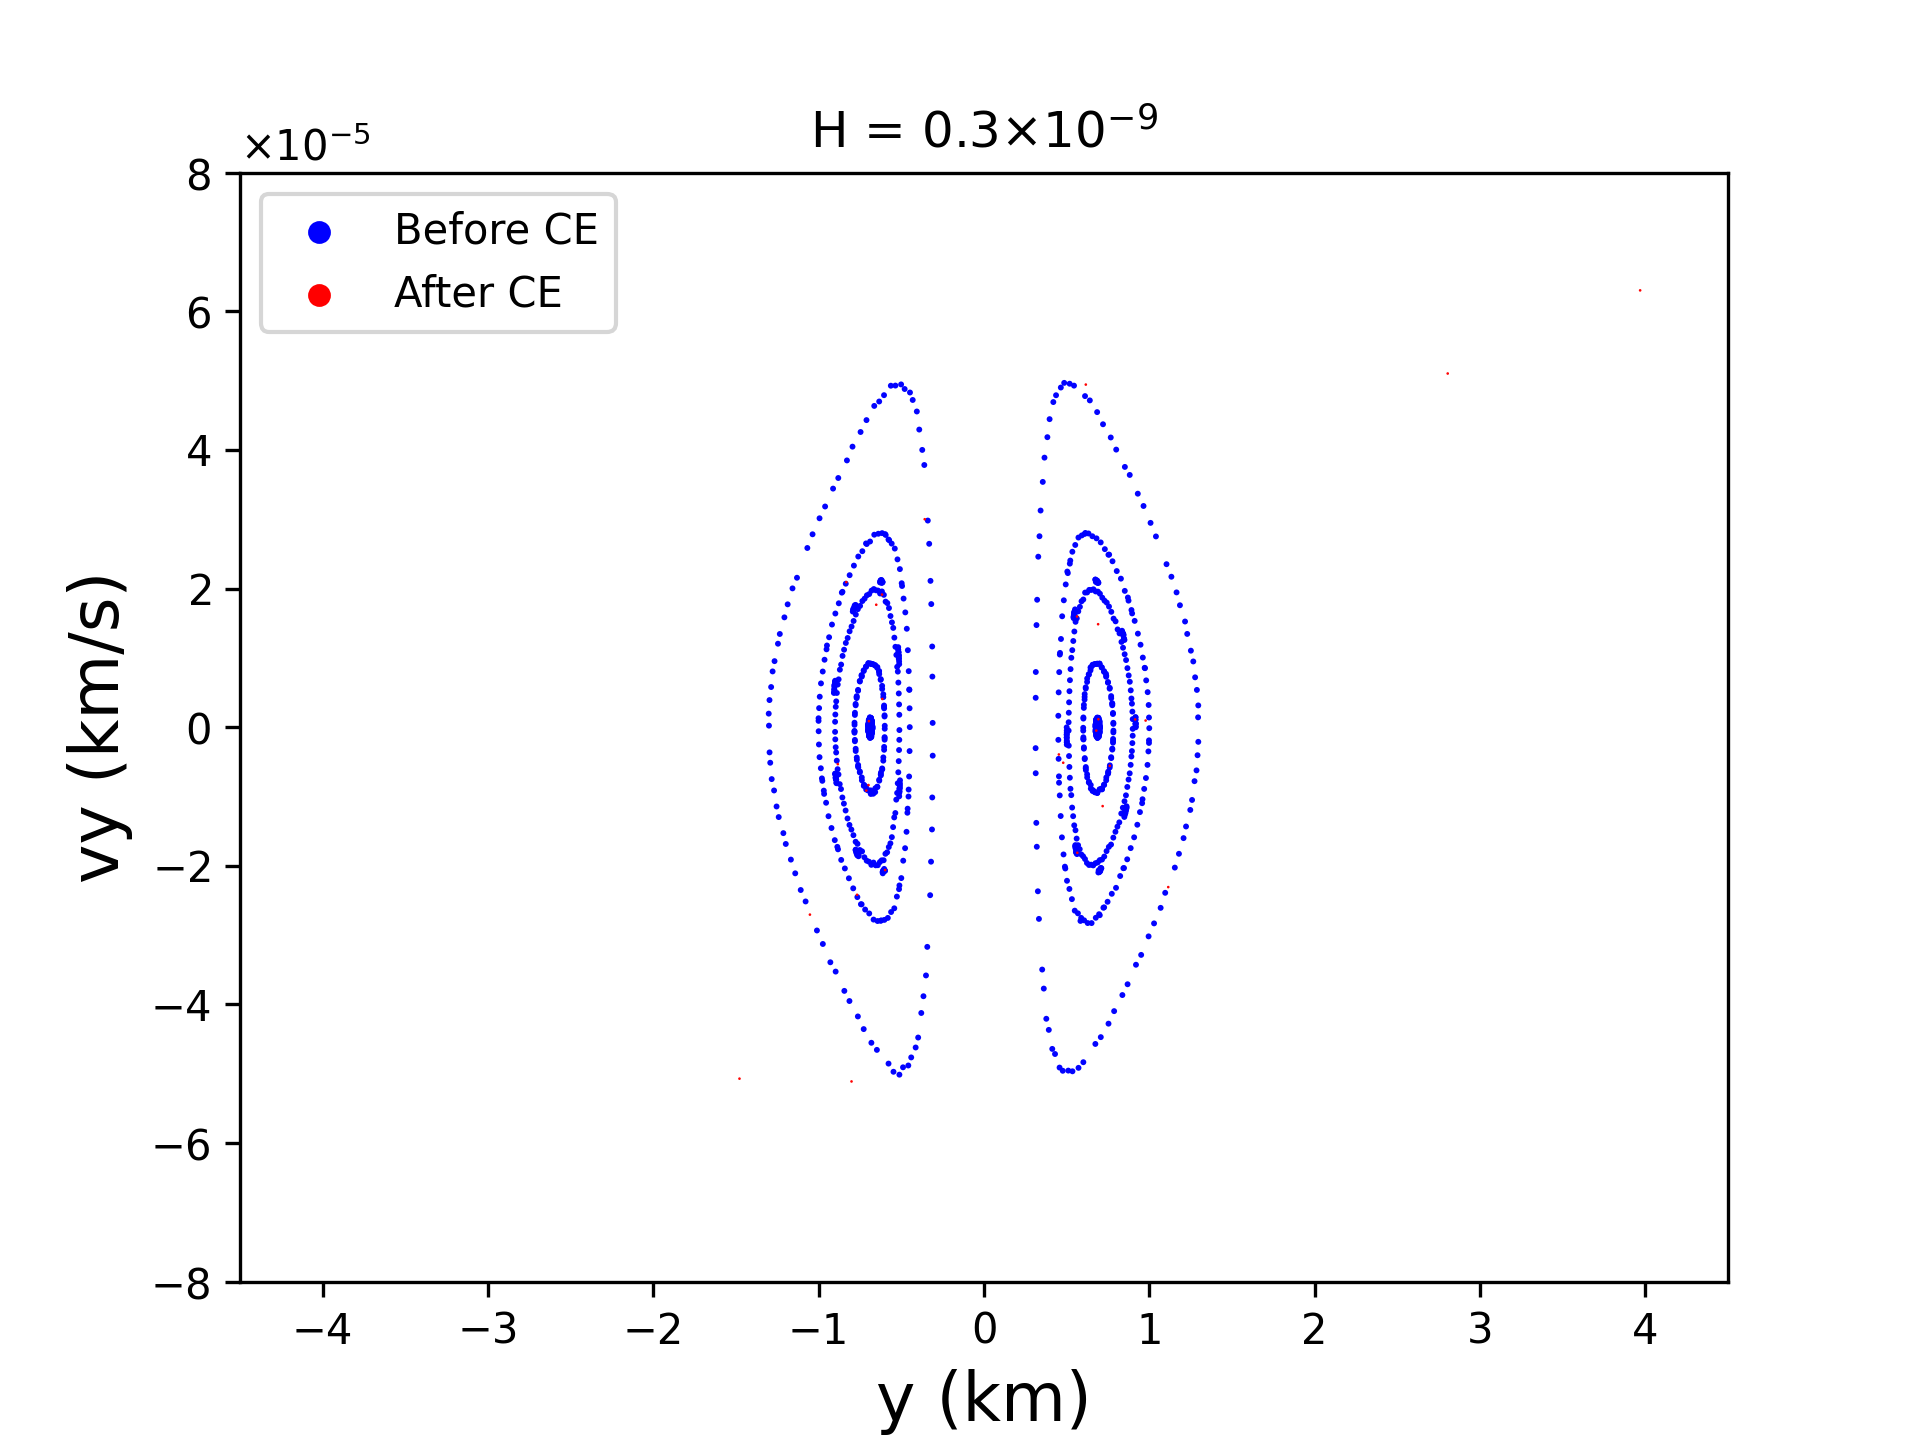 H = 0.3×10⁻⁹
×10⁻⁵
8
6
4
2
0
−2
−4
−6
−8
Before CE
After CE
vy (km/s)
−4 −3 −2 −1 0 1 2 3 4
y (km)